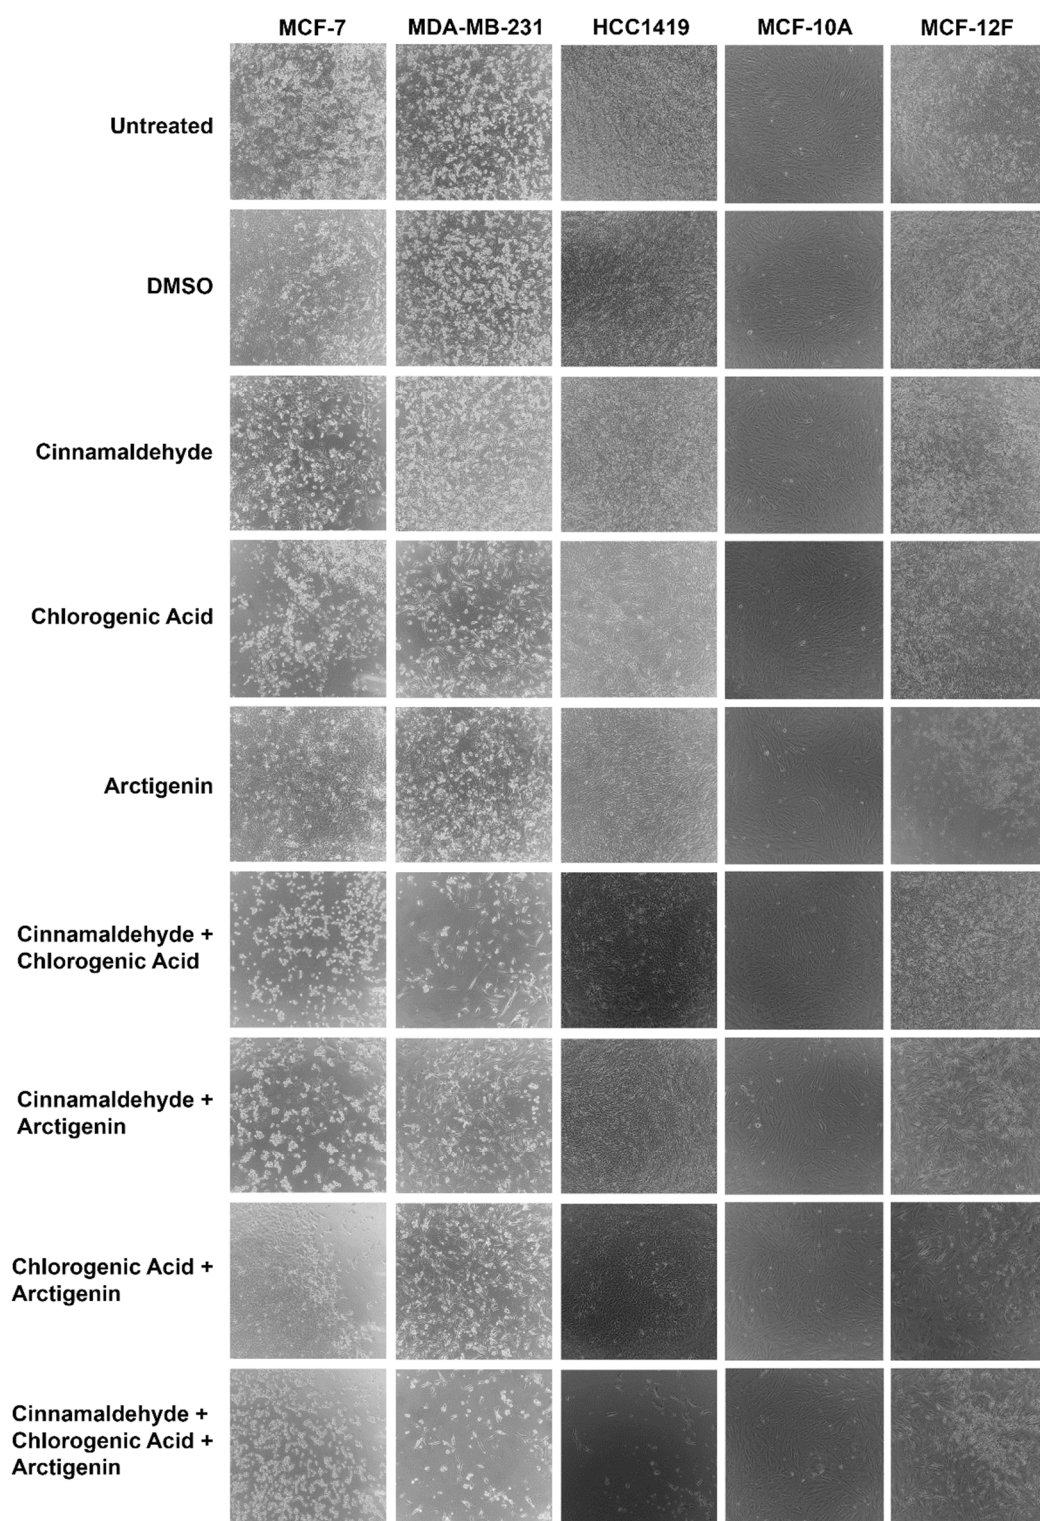 MCF-7 MDA-MB-231 HCC1419 MCF-10A MCF-12F
Untreated
DMSO
Cinnamaldehyde
Chlorogenic Acid
Arctigenin
Cinnamaldehyde +
Chlorogenic Acid
Cinnamaldehyde +
Arctigenin
Chlorogenic Acid +
Arctigenin
Cinnamaldehyde +
Chlorogenic Acid +
Arctigenin